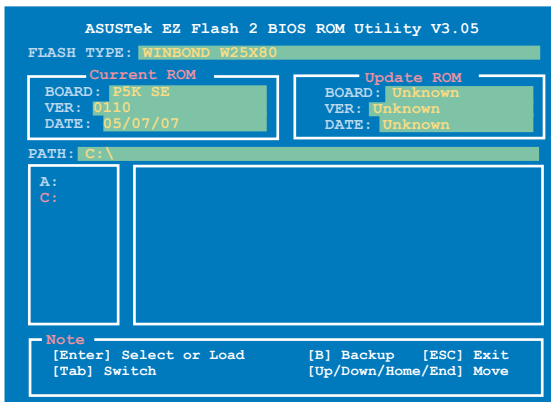 ASUSTek EZ Flash 2 BIOS ROM Utility V3.05
FLASH TYPE: WINBOND W25X80
Current ROM
BOARD: P5K SE
VER: 0110
DATE: 05/07/07
Update ROM
BOARD: Unknown
VER: Unknown
DATE: Unknown
PATH: C:\
A:
C:
Note
[Enter] Select or Load [B] Backup [ESC] Exit
[Tab] Switch [Up/Down/Home/End] Move